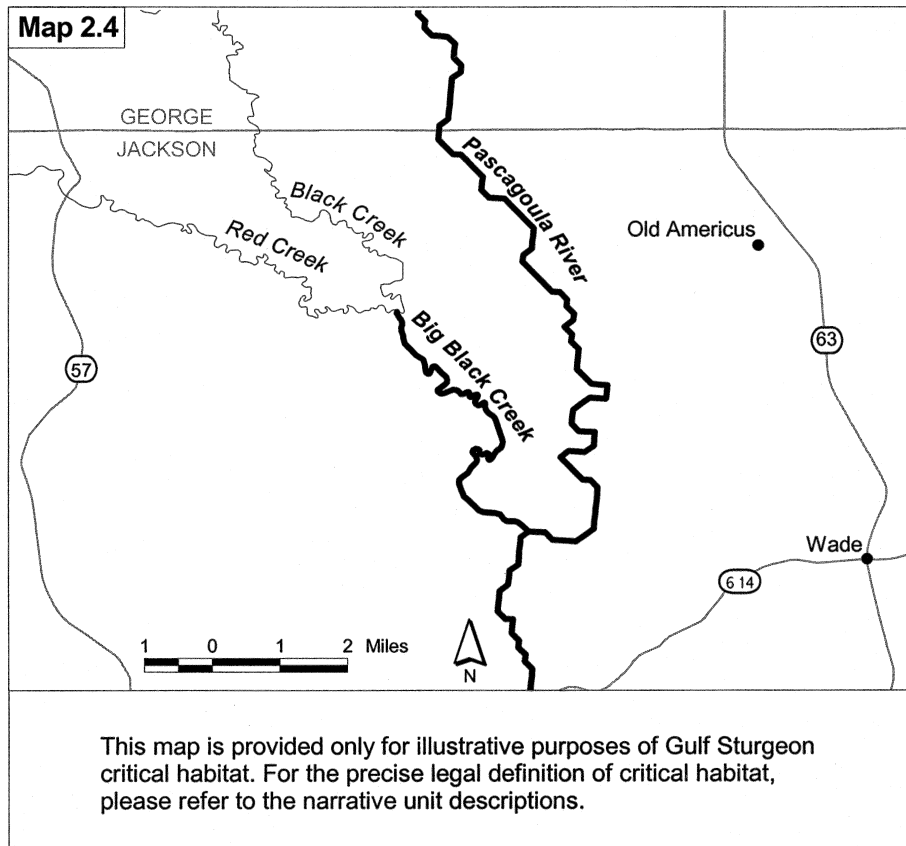 Map 2.4
GEORGE
JACKSON
Pascagoula River
Black Creek
Red Creek
Old Americus
Big Black Creek
57
63
Wade
6 14
1 0 1 2 Miles
N
This map is provided only for illustrative purposes of Gulf Sturgeon
critical habitat. For the precise legal definition of critical habitat,
please refer to the narrative unit descriptions.